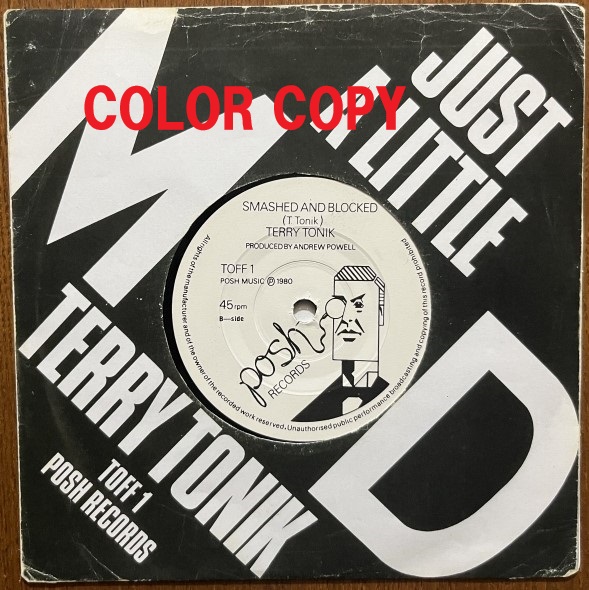 COLOR COPY
JUST
A LITTLE
MOD
TERRY TONIK
TOFF 1
POSH RECORDS
SMASHED AND BLOCKED
(T Tonik)
TERRY TONIK
PRODUCED BY ANDREW POWELL
TOFF 1
POSH MUSIC Ⓟ 1980
45 rpm
B—side
posh
RECORDS
All rights of the manufacturer and of the owner of the recorded work reserved. Unauthorised public performance broadcasting and copying of this record prohibited